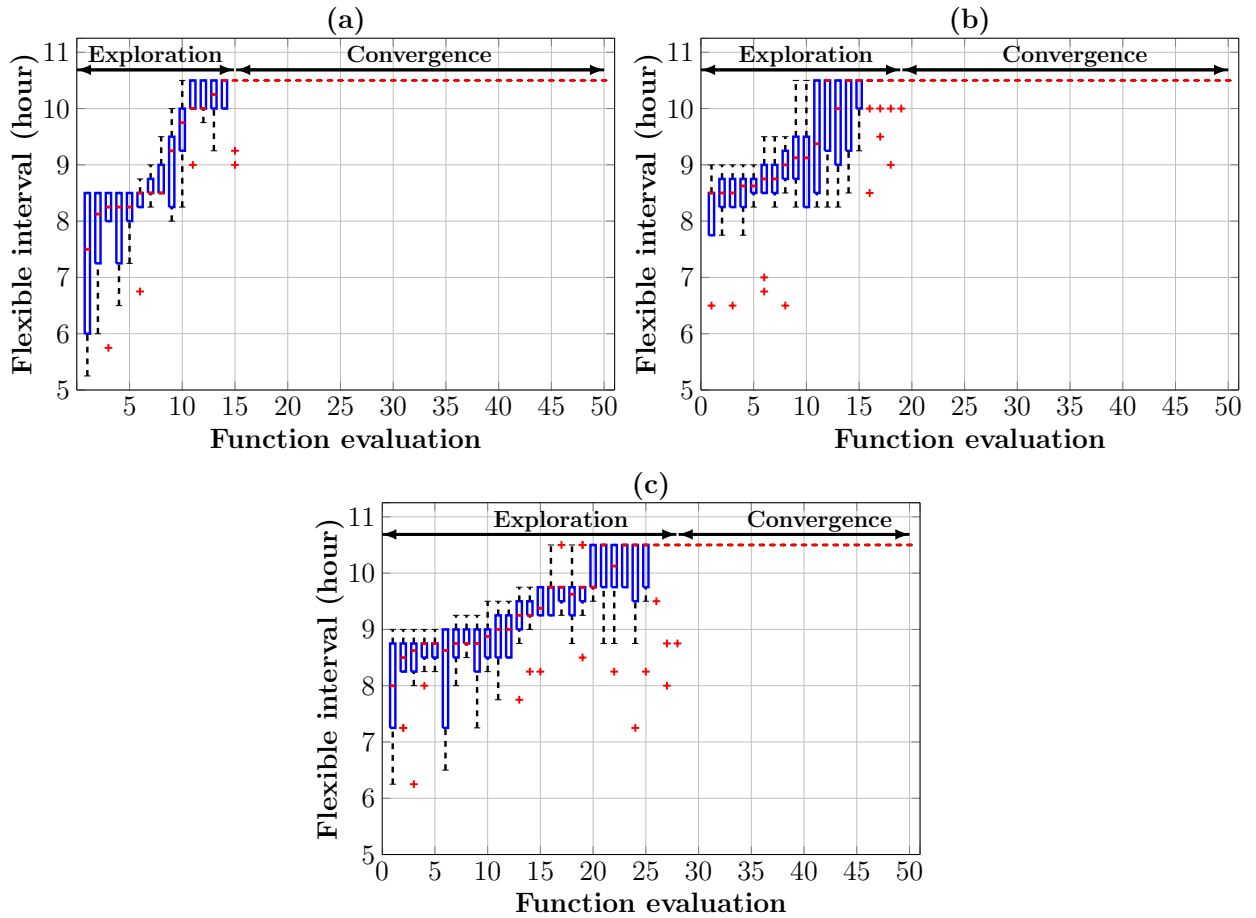 (a)
Exploration
Convergence
Flexible interval (hour)
11
10
9
8
7
6
5
5 10 15 20 25 30 35 40 45 50
Function evaluation
(b)
Exploration
Convergence
Flexible interval (hour)
11
10
9
8
7
6
5
0 5 10 15 20 25 30 35 40 45 50
Function evaluation
(c)
Exploration
Convergence
Flexible interval (hour)
11
10
9
8
7
6
5
0 5 10 15 20 25 30 35 40 45 50
Function evaluation